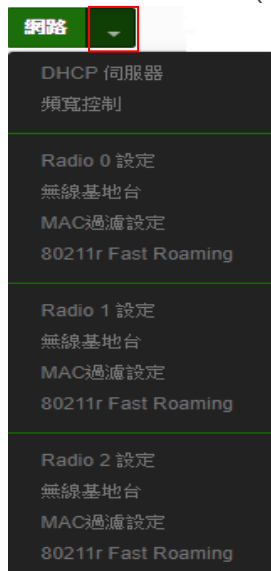 網路
DHCP 伺服器
頻寬控制
Radio 0 設定
無線基地台
MAC過濾設定
80211r Fast Roaming
Radio 1 設定
無線基地台
MAC過濾設定
80211r Fast Roaming
Radio 2 設定
無線基地台
MAC過濾設定
80211r Fast Roaming